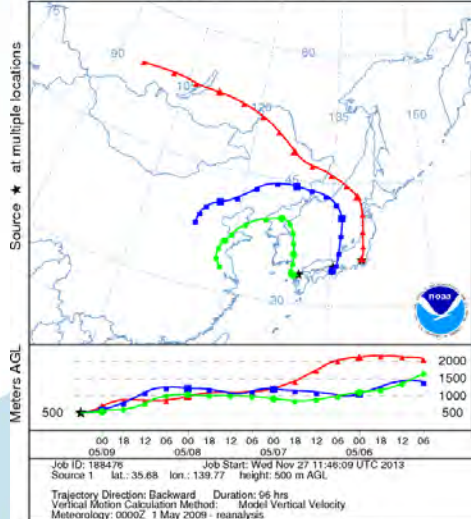 Source ★ at multiple locations
90
105
120
60
135
150
45
30
noaa
Meters AGL
500
2000
1500
1000
500
00 18 12 06 00 18 12 06 00 18 12 06 00 18 12 06
05/09 05/08 05/07 05/06
Job ID: 188476 Job Start: Wed Nov 27 11:46:09 UTC 2013
Source 1 lat.: 35.68 lon.: 139.77 height: 500 m AGL
Trajectory Direction: Backward Duration: 96 hrs
Vertical Motion Calculation Method: Model Vertical Velocity
Meteorology: 0000Z 1 May 2009 - reanalysis